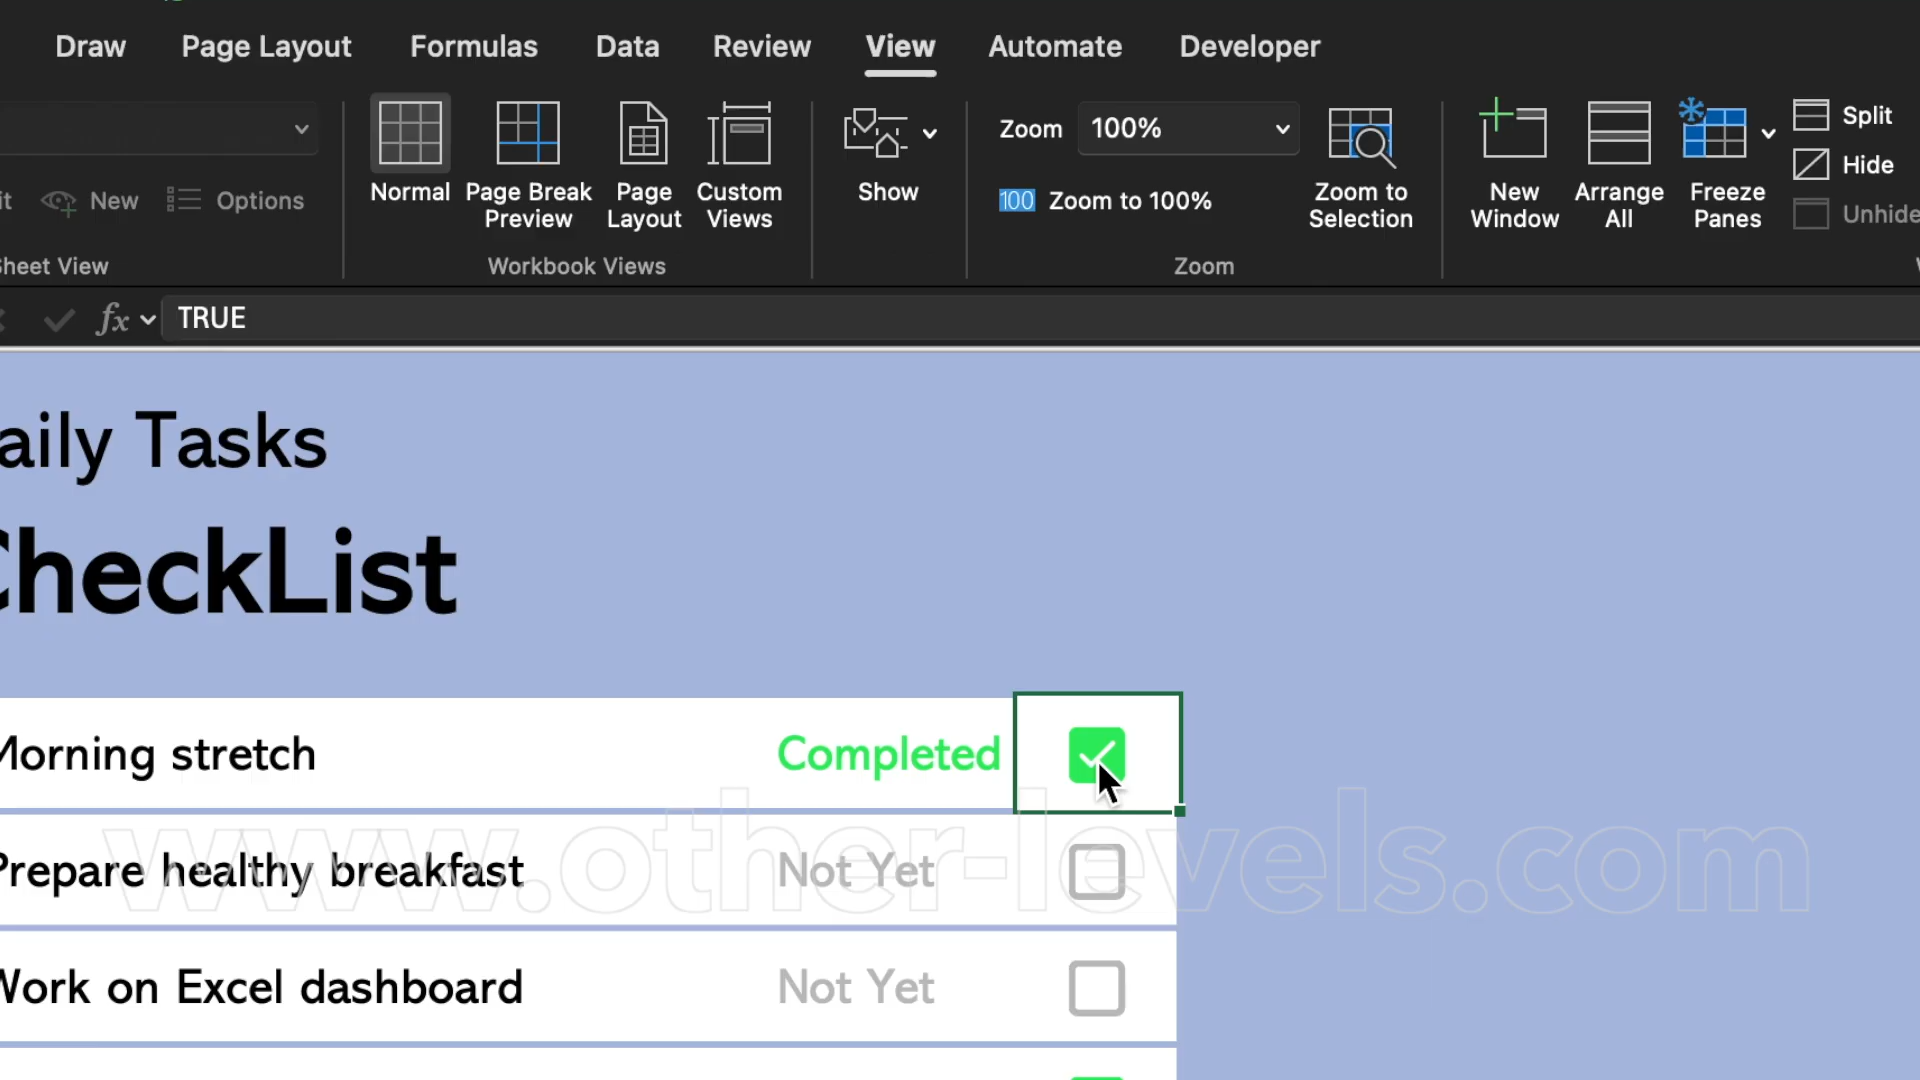 Draw Page Layout Formulas Data Review View Automate Developer
Zoom 100%
Split
Hide
Unhide
New Options
100 Zoom to 100%
Normal
Page Break Preview
Page Layout
Custom Views
Show
Zoom to Selection
New Window
Arrange All
Freeze Panes
heet View
Workbook Views
Zoom
fx TRUE
aily Tasks
CheckList
Morning stretch Completed
www.other-levels.com
Prepare healthy breakfast Not Yet
Work on Excel dashboard Not Yet